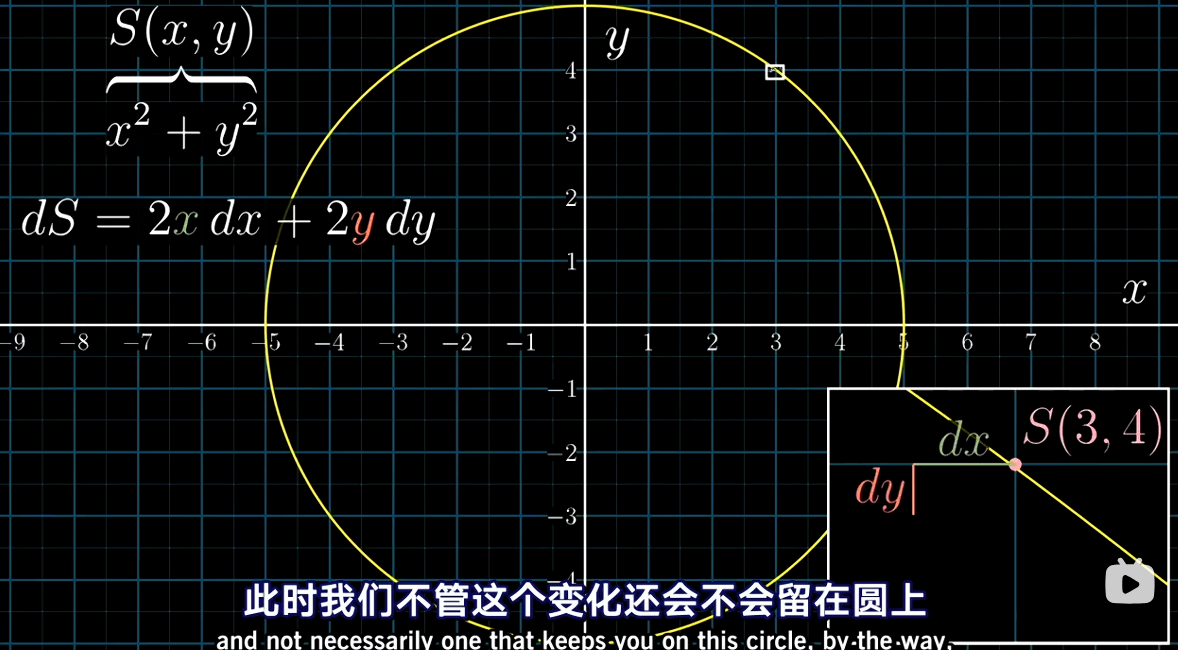 S(x, y)
x² + y²
dS = 2x dx + 2y dy
y
x
4
3
2
1
−1
−2
−3
−4
−9 −8 −7 −6 −5 −4 −3 −2 −1 1 2 3 4 5 6 7 8
dx
S(3, 4)
dy
此时我们不管这个变化还会不会留在圆上
and not necessarily one that keeps you on this circle, by the way,